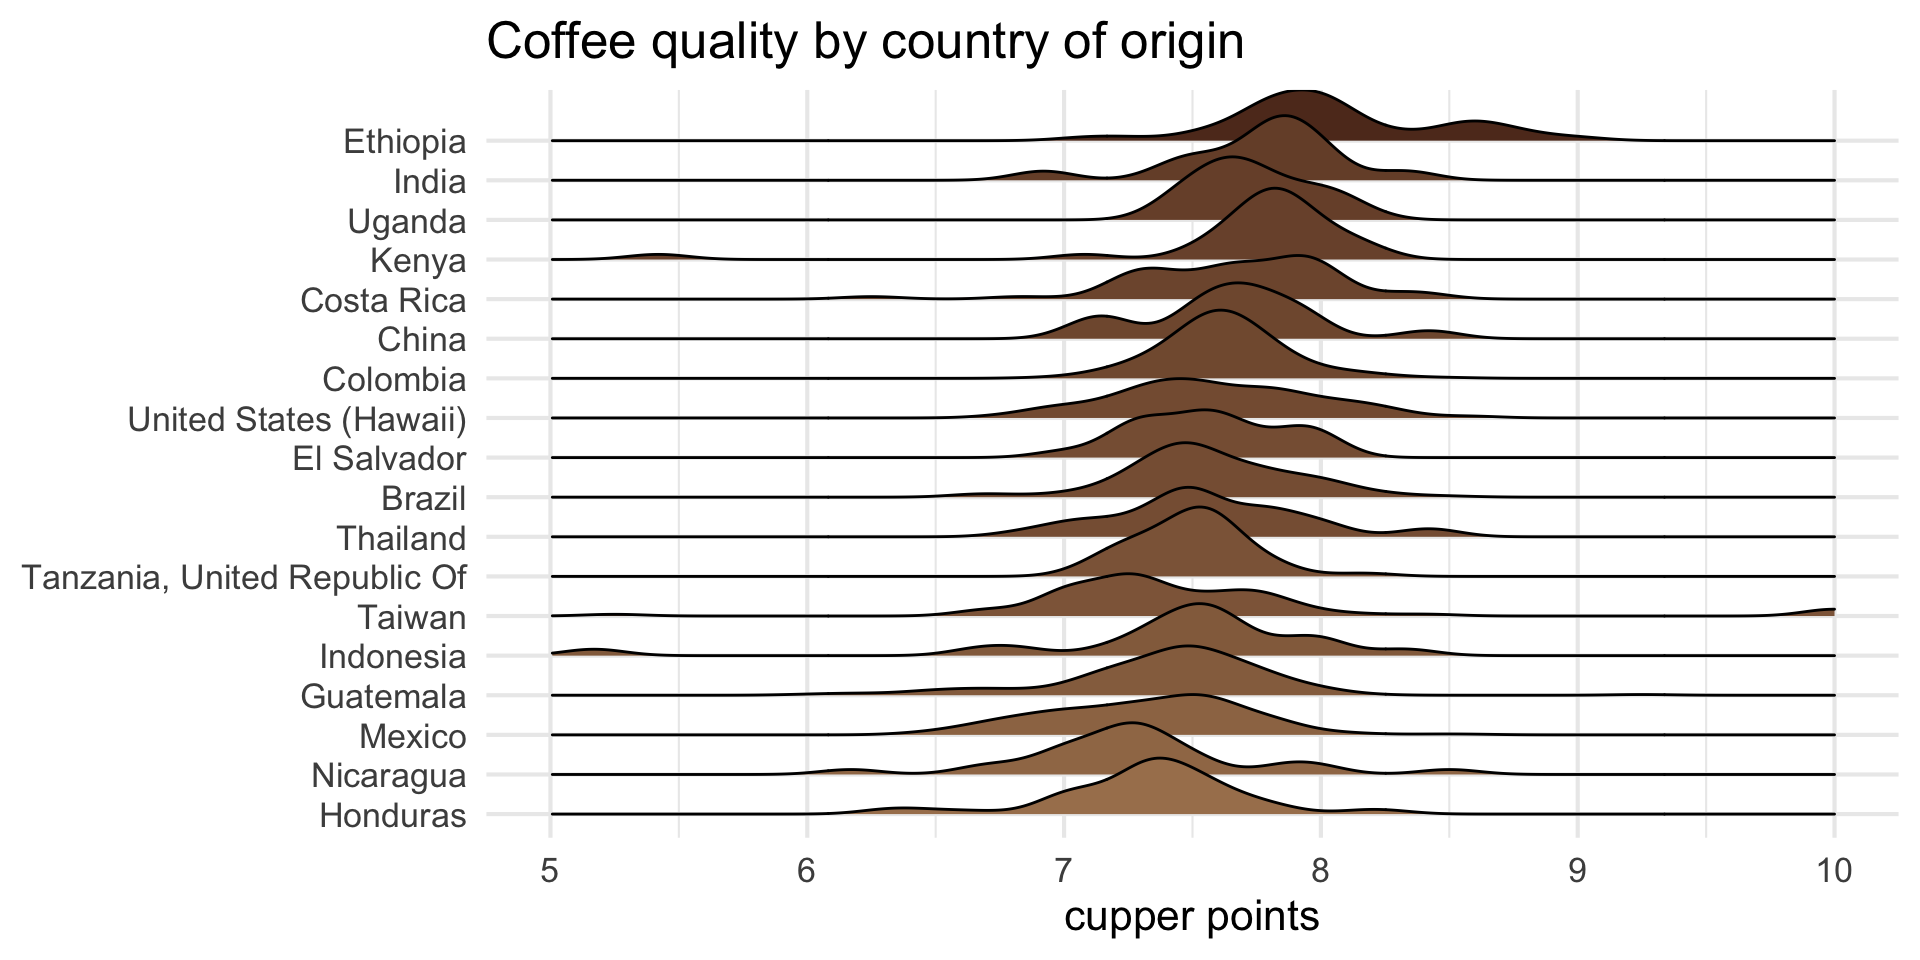 Coffee quality by country of origin
Ethiopia
India
Uganda
Kenya
Costa Rica
China
Colombia
United States (Hawaii)
El Salvador
Brazil
Thailand
Tanzania, United Republic Of
Taiwan
Indonesia
Guatemala
Mexico
Nicaragua
Honduras
5 6 7 8 9 10
cupper points